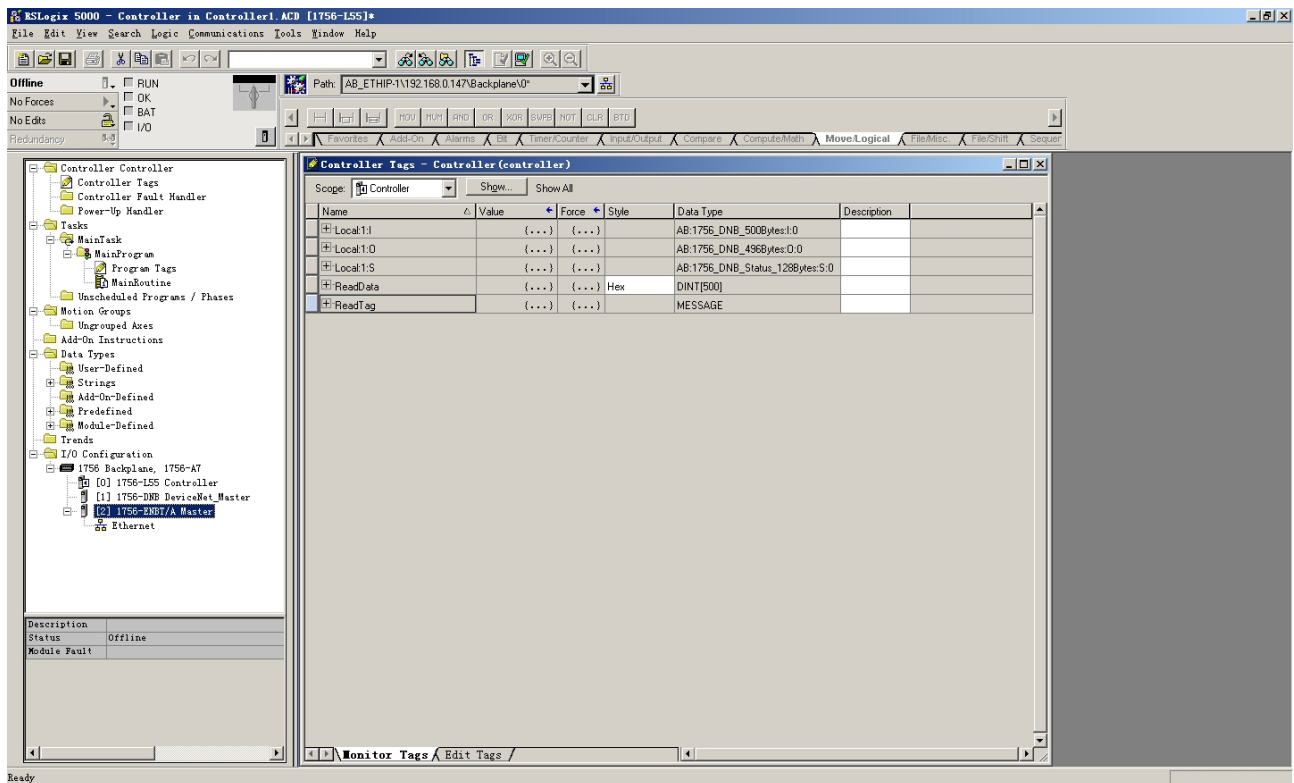 RSLogix 5000 - Controller in Controller1.ACD [1756-L55]*
File Edit View Search Logic Communications Tools Window Help
Offline
RUN
Path: AB_ETHIP-1\192.168.0.147\Backplane\0*
No Forces
OK
No Edits
BAT
Redundancy
I/O
MOV MVM AND OR XOR SWPB NOT CLR BTD
Favorites Add-On Alarms Bit Timer/Counter Input/Output Compare Compute/Math Move/Logical File/Misc. File/Shift Sequer
Controller Controller
Controller Tags
Controller Fault Handler
Power-Up Handler
Tasks
MainTask
MainProgram
Program Tags
MainRoutine
Unscheduled Programs / Phases
Motion Groups
Ungrouped Axes
Add-On Instructions
Data Types
User-Defined
Strings
Add-On-Defined
Predefined
Module-Defined
Trends
I/O Configuration
1756 Backplane, 1756-A7
[0] 1756-L55 Controller
[1] 1756-DNB DeviceNet_Master
[2] 1756-ENBT/A Master
Ethernet
Description
Status Offline
Module Fault
Controller Tags - Controller(controller)
Scope: Controller Show... Show All
Name Value Force Style Data Type Description
Local:1:I {...} {...} AB:1756_DNB_500Bytes:I:0
Local:1:O {...} {...} AB:1756_DNB_496Bytes:O:0
Local:1:S {...} {...} AB:1756_DNB_Status_128Bytes:S:0
ReadData {...} {...} Hex DINT[500]
ReadTag {...} {...} MESSAGE
Monitor Tags Edit Tags
Ready